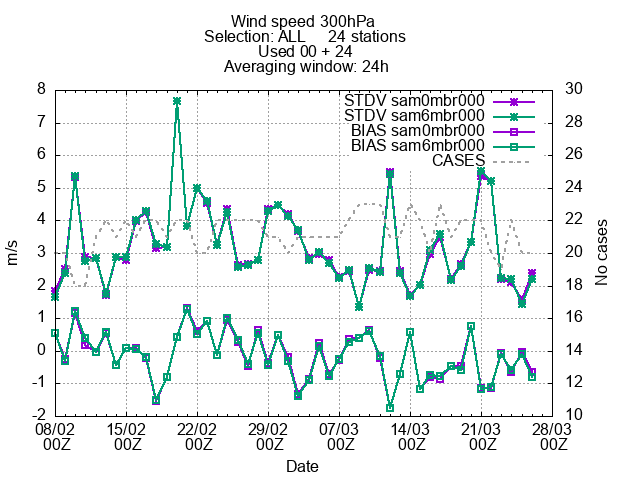 Wind speed 300hPa
Selection: ALL 24 stations
Used 00 + 24
Averaging window: 24h
8 30
7 28
6 26
5 24
4 22
3 20
2 18
1 16
0 14
-1 12
-2 10
STDV sam0mbr000
STDV sam6mbr000
BIAS sam0mbr000
BIAS sam6mbr000
CASES
m/s
No cases
08/02 15/02 22/02 29/02 07/03 14/03 21/03 28/03
00Z 00Z 00Z 00Z 00Z 00Z 00Z 00Z
Date